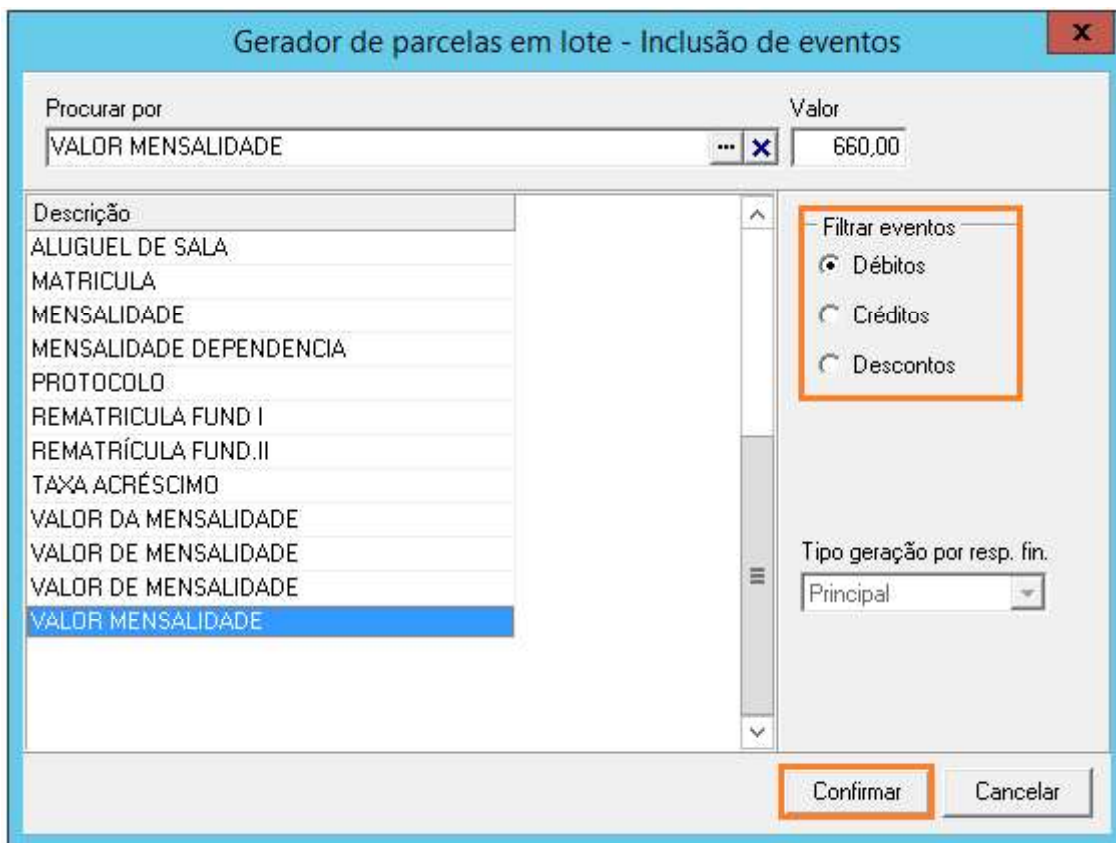 Gerador de parcelas em lote - Inclusão de eventos
x
Procurar por
Valor
VALOR MENSALIDADE
... x
660,00
Descrição
ALUGUEL DE SALA
MATRICULA
MENSALIDADE
MENSALIDADE DEPENDENCIA
PROTOCOLO
REMATRICULA FUND I
REMATRÍCULA FUND.II
TAXA ACRÉSCIMO
VALOR DA MENSALIDADE
VALOR DE MENSALIDADE
VALOR DE MENSALIDADE
VALOR MENSALIDADE
Filtrar eventos
Débitos
Créditos
Descontos
Tipo geração por resp. fin.
Principal
Confirmar
Cancelar